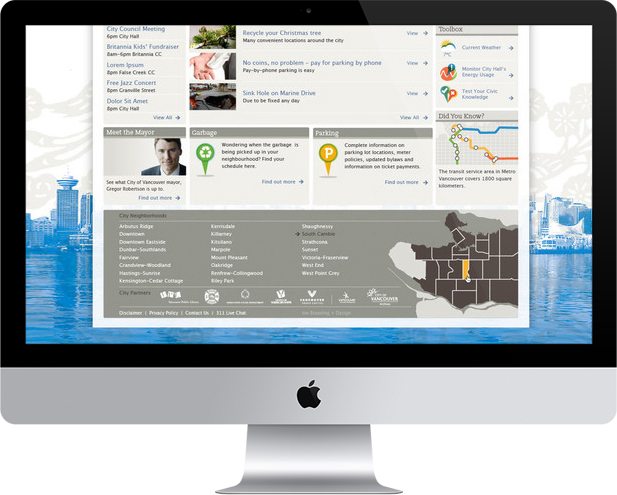 City Council Meeting
6pm City Hall
Britannia Kids' Fundraiser
8am–6pm Britannia CC
Lorem Ipsum
8pm False Creek CC
Free Jazz Concert
8pm Granville Street
Dolor Sit Amet
2pm City Hall
View All
Recycle your Christmas tree
View
Many convenient locations around the city
No coins, no problem – pay for parking by phone
View
Pay-by-phone parking is easy
Sink Hole on Marine Drive
View
Due to be fixed any day
View All
Toolbox
7°C
Current Weather
Monitor City Hall's
Energy Usage
Test Your Civic
Knowledge
Did You Know?
The transit service area in Metro
Vancouver covers 1,800 square
kilometers.
Meet the Mayor
See what City of Vancouver mayor,
Gregor Robertson is up to.
Find out more
Garbage
Wondering when the garbage is
being picked up in your
neighbourhood? Find your
schedule here.
Find out more
Parking
P
Complete information on
parking lot locations, meter
policies, updated bylaws and
information on ticket payments.
Find out more
City Neighborhoods
Arbutus Ridge
Downtown
Downtown Eastside
Dunbar–Southlands
Fairview
Grandview–Woodland
Hastings–Sunrise
Kensington–Cedar Cottage
Kerrisdale
Killarney
Kitsilano
Marpole
Mount Pleasant
Oakridge
Renfrew–Collingwood
Riley Park
Shaughnessy
South Cambie
Strathcona
Sunset
Victoria–Fraserview
West End
West Point Grey
City Partners
VANCOUVER
CITY OF
VANCOUVER
Disclaimer | Privacy Policy | Contact Us | 311 Live Chat